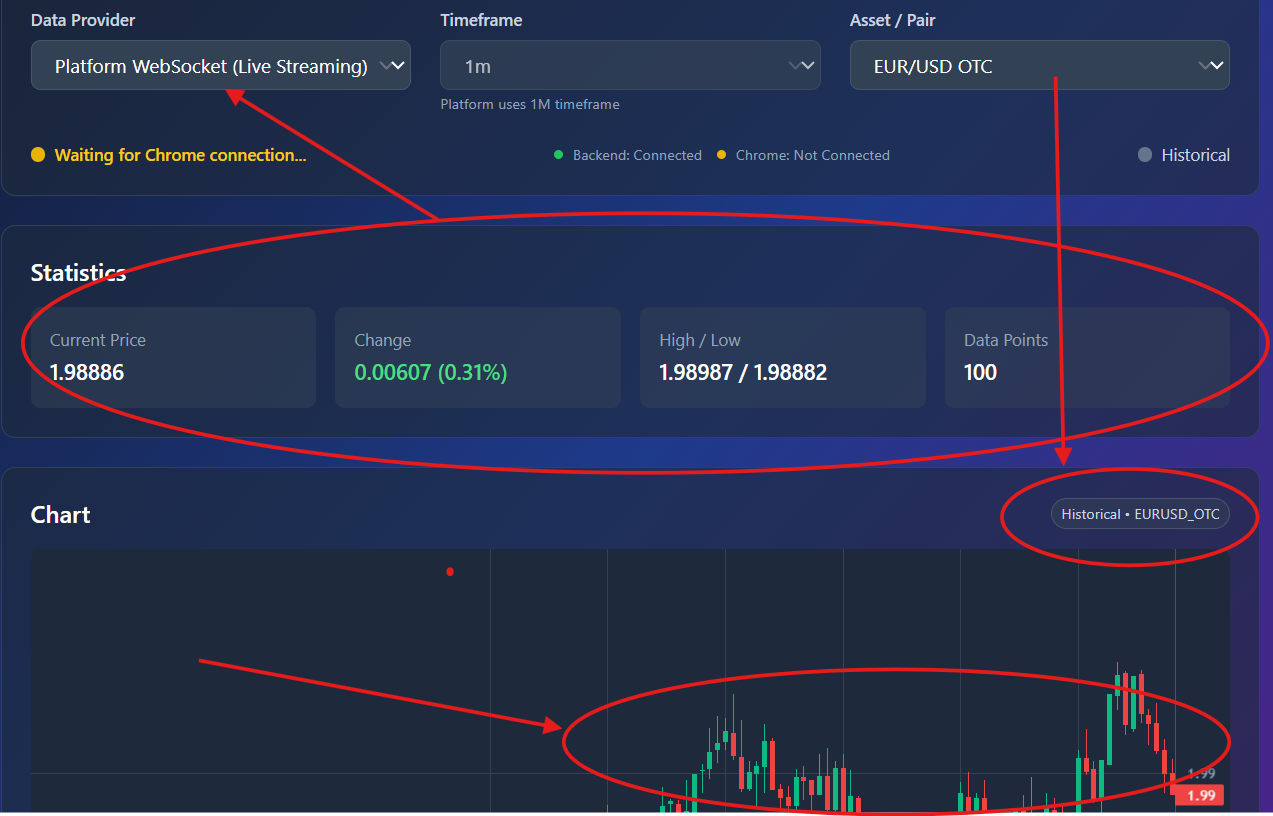 Data Provider
Timeframe
Asset / Pair
Platform WebSocket (Live Streaming)
1m
EUR/USD OTC
Platform uses 1M timeframe
Waiting for Chrome connection...
Backend: Connected
Chrome: Not Connected
Historical
Statistics
Current Price
Change
High / Low
Data Points
1.98886
0.00607 (0.31%)
1.98987 / 1.98882
100
Chart
Historical • EURUSD_OTC
1.99
1.99